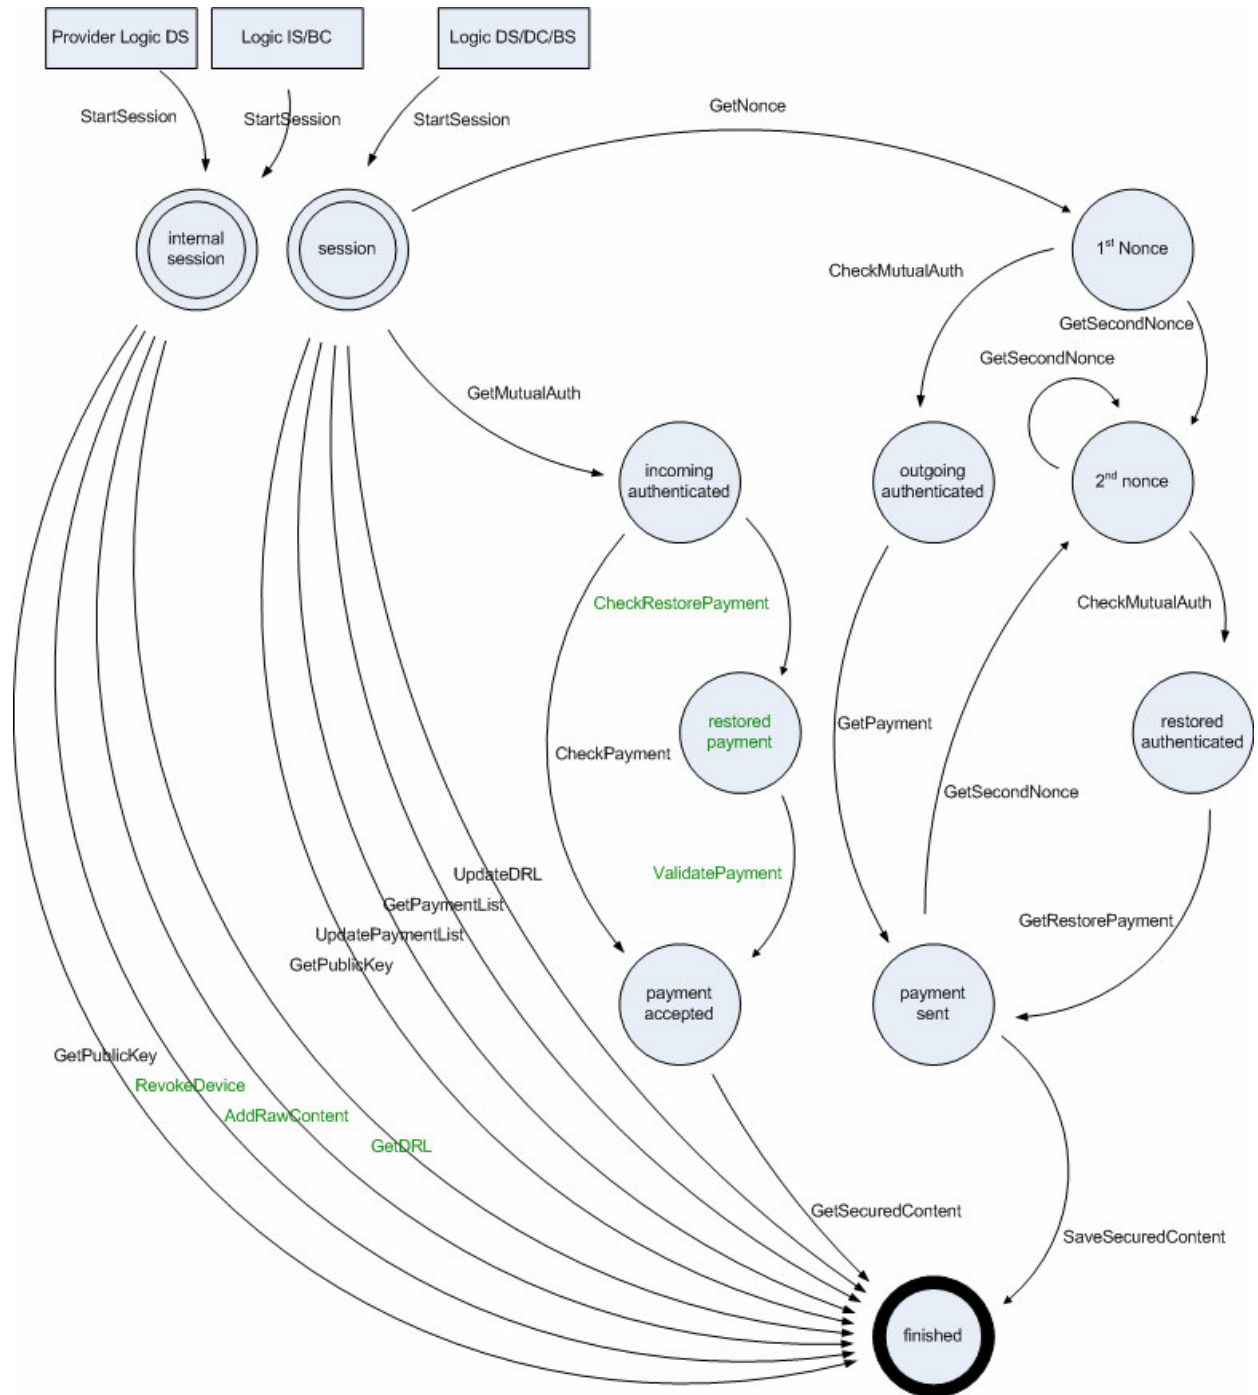 Provider Logic DS
Logic IS/BC
Logic DS/DC/BS
StartSession
StartSession
StartSession
GetNonce
internal
session
session
1st Nonce
CheckMutualAuth
GetSecondNonce
GetSecondNonce
GetMutualAuth
incoming
authenticated
outgoing
authenticated
2nd nonce
CheckRestorePayment
CheckMutualAuth
restored
payment
restored
authenticated
GetPayment
CheckPayment
GetSecondNonce
UpdateDRL
ValidatePayment
GetPaymentList
UpdatePaymentList
GetPublicKey
GetRestorePayment
payment
accepted
payment
sent
GetPublicKey
RevokeDevice
AddRawContent
GetDRL
GetSecuredContent
SaveSecuredContent
finished